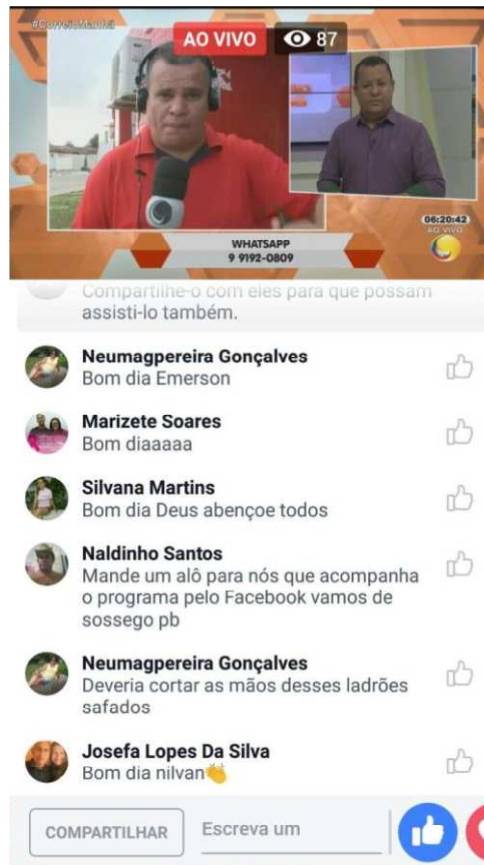 #CorreioManhã
AO VIVO 87
06:20:42
AO VIVO
WHATSAPP
9 9192-0809
Compartilhe-o com eles para que possam
assisti-lo também.
Neumagpereira Gonçalves
Bom dia Emerson
Marizete Soares
Bom diaaaaa
Silvana Martins
Bom dia Deus abençoe todos
Naldinho Santos
Mande um alô para nós que acompanha
o programa pelo Facebook vamos de
sossego pb
Neumagpereira Gonçalves
Deveria cortar as mãos desses ladrões
safados
Josefa Lopes Da Silva
Bom dia nilvan👏
COMPARTILHAR
Escreva um